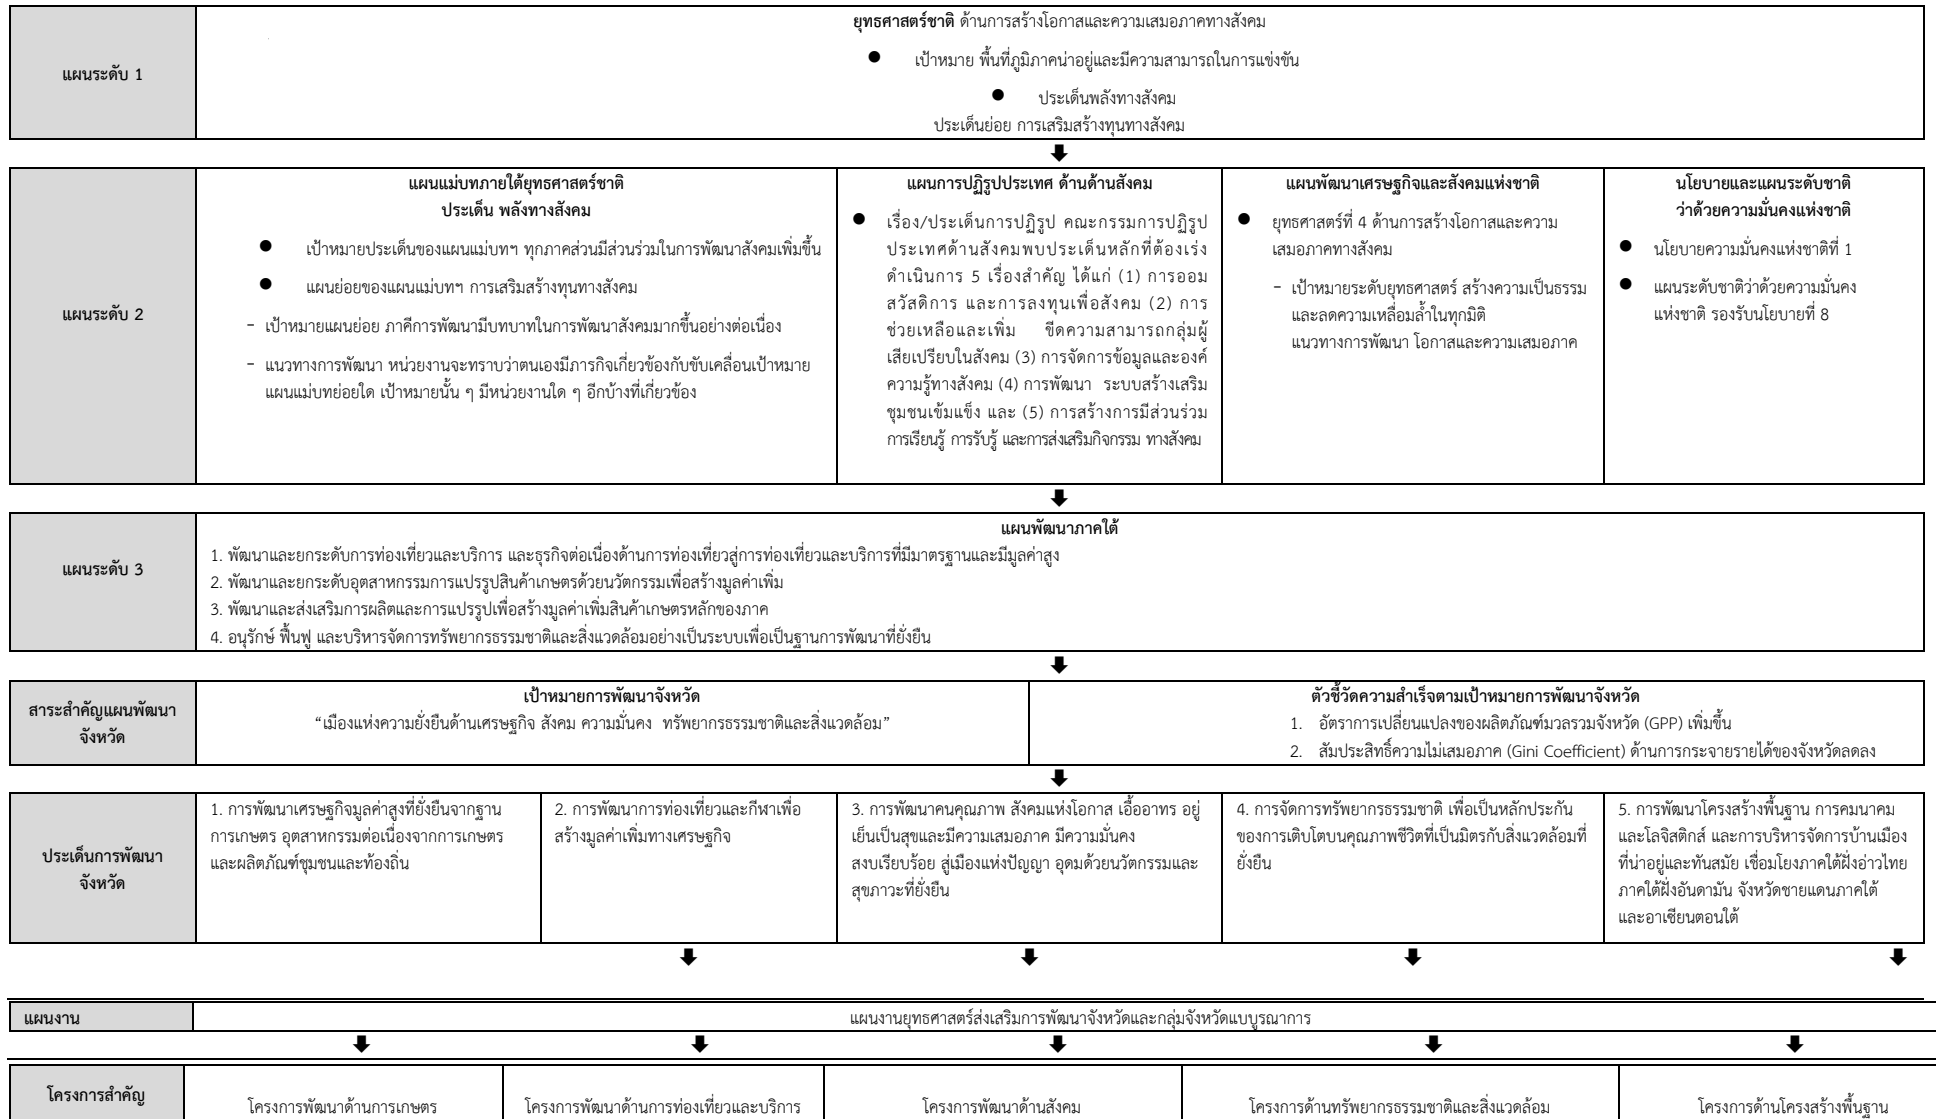 แผนระดับ 1
ยุทธศาสตร์ชาติ ด้านการสร้างโอกาสและความเสมอภาคทางสังคม
● เป้าหมาย พื้นที่ภูมิภาคน่าอยู่และมีความสามารถในการแข่งขัน
● ประเด็นพลังทางสังคม
ประเด็นย่อย การเสริมสร้างทุนทางสังคม
แผนระดับ 2
แผนแม่บทภายใต้ยุทธศาสตร์ชาติ
ประเด็น พลังทางสังคม
● เป้าหมายประเด็นของแผนแม่บทฯ ทุกภาคส่วนมีส่วนร่วมในการพัฒนาสังคมเพิ่มขึ้น
● แผนย่อยของแผนแม่บทฯ การเสริมสร้างทุนทางสังคม
- เป้าหมายแผนย่อย ภาคีการพัฒนามีบทบาทในการพัฒนาสังคมมากขึ้นอย่างต่อเนื่อง
- แนวทางการพัฒนา หน่วยงานจะทราบว่าตนเองมีภารกิจเกี่ยวข้องกับขับเคลื่อนเป้าหมาย
แผนแม่บทย่อยใด เป้าหมายนั้น ๆ มีหน่วยงานใด ๆ อีกบ้างที่เกี่ยวข้อง
แผนการปฏิรูปประเทศ ด้านด้านสังคม
● เรื่อง/ประเด็นการปฏิรูป คณะกรรมการปฏิรูป
ประเทศด้านสังคมพบประเด็นหลักที่ต้องเร่ง
ดำเนินการ 5 เรื่องสำคัญ ได้แก่ (1) การออม
สวัสดิการ และการลงทุนเพื่อสังคม (2) การ
ช่วยเหลือและเพิ่ม ขีดความสามารถกลุ่มผู้
เสียเปรียบในสังคม (3) การจัดการข้อมูลและองค์
ความรู้ทางสังคม (4) การพัฒนา ระบบสร้างเสริม
ชุมชนเข้มแข็ง และ (5) การสร้างการมีส่วนร่วม
การเรียนรู้ การรับรู้ และการส่งเสริมกิจกรรม ทางสังคม
แผนพัฒนาเศรษฐกิจและสังคมแห่งชาติ
● ยุทธศาสตร์ที่ 4 ด้านการสร้างโอกาสและความ
เสมอภาคทางสังคม
- เป้าหมายระดับยุทธศาสตร์ สร้างความเป็นธรรม
และลดความเหลื่อมล้ำในทุกมิติ
แนวทางการพัฒนา โอกาสและความเสมอภาค
นโยบายและแผนระดับชาติ
ว่าด้วยความมั่นคงแห่งชาติ
● นโยบายความมั่นคงแห่งชาติที่ 1
● แผนระดับชาติว่าด้วยความมั่นคง
แห่งชาติ รองรับนโยบายที่ 8
แผนระดับ 3
แผนพัฒนาภาคใต้
1. พัฒนาและยกระดับการท่องเที่ยวและบริการ และธุรกิจต่อเนื่องด้านการท่องเที่ยวสู่การท่องเที่ยวและบริการที่มีมาตรฐานและมีมูลค่าสูง
2. พัฒนาและยกระดับอุตสาหกรรมการแปรรูปสินค้าเกษตรด้วยนวัตกรรมเพื่อสร้างมูลค่าเพิ่ม
3. พัฒนาและส่งเสริมการผลิตและการแปรรูปเพื่อสร้างมูลค่าเพิ่มสินค้าเกษตรหลักของภาค
4. อนุรักษ์ ฟื้นฟู และบริหารจัดการทรัพยากรธรรมชาติและสิ่งแวดล้อมอย่างเป็นระบบเพื่อเป็นฐานการพัฒนาที่ยั่งยืน
สาระสำคัญแผนพัฒนา
จังหวัด
เป้าหมายการพัฒนาจังหวัด
“เมืองแห่งความยั่งยืนด้านเศรษฐกิจ สังคม ความมั่นคง ทรัพยากรธรรมชาติและสิ่งแวดล้อม”
ตัวชี้วัดความสำเร็จตามเป้าหมายการพัฒนาจังหวัด
1. อัตราการเปลี่ยนแปลงของผลิตภัณฑ์มวลรวมจังหวัด (GPP) เพิ่มขึ้น
2. สัมประสิทธิ์ความไม่เสมอภาค (Gini Coefficient) ด้านการกระจายรายได้ของจังหวัดลดลง
ประเด็นการพัฒนา
จังหวัด
1. การพัฒนาเศรษฐกิจมูลค่าสูงที่ยั่งยืนจากฐาน
การเกษตร อุตสาหกรรมต่อเนื่องจากการเกษตร
และผลิตภัณฑ์ชุมชนและท้องถิ่น
2. การพัฒนาการท่องเที่ยวและกีฬาเพื่อ
สร้างมูลค่าเพิ่มทางเศรษฐกิจ
3. การพัฒนาคนคุณภาพ สังคมแห่งโอกาส เอื้ออาทร อยู่
เย็นเป็นสุขและมีความเสมอภาค มีความมั่นคง
สงบเรียบร้อย สู่เมืองแห่งปัญญา อุดมด้วยนวัตกรรมและ
สุขภาวะที่ยั่งยืน
4. การจัดการทรัพยากรธรรมชาติ เพื่อเป็นหลักประกัน
ของการเติบโตบนคุณภาพชีวิตที่เป็นมิตรกับสิ่งแวดล้อมที่
ยั่งยืน
5. การพัฒนาโครงสร้างพื้นฐาน การคมนาคม
และโลจิสติกส์ และการบริหารจัดการบ้านเมือง
ที่น่าอยู่และทันสมัย เชื่อมโยงภาคใต้ฝั่งอ่าวไทย
ภาคใต้ฝั่งอันดามัน จังหวัดชายแดนภาคใต้
และอาเซียนตอนใต้
แผนงาน
แผนงานยุทธศาสตร์ส่งเสริมการพัฒนาจังหวัดและกลุ่มจังหวัดแบบูรณาการ
โครงการสำคัญ
โครงการพัฒนาด้านการเกษตร
โครงการพัฒนาด้านการท่องเที่ยวและบริการ
โครงการพัฒนาด้านสังคม
โครงการด้านทรัพยากรธรรมชาติและสิ่งแวดล้อม
โครงการด้านโครงสร้างพื้นฐาน